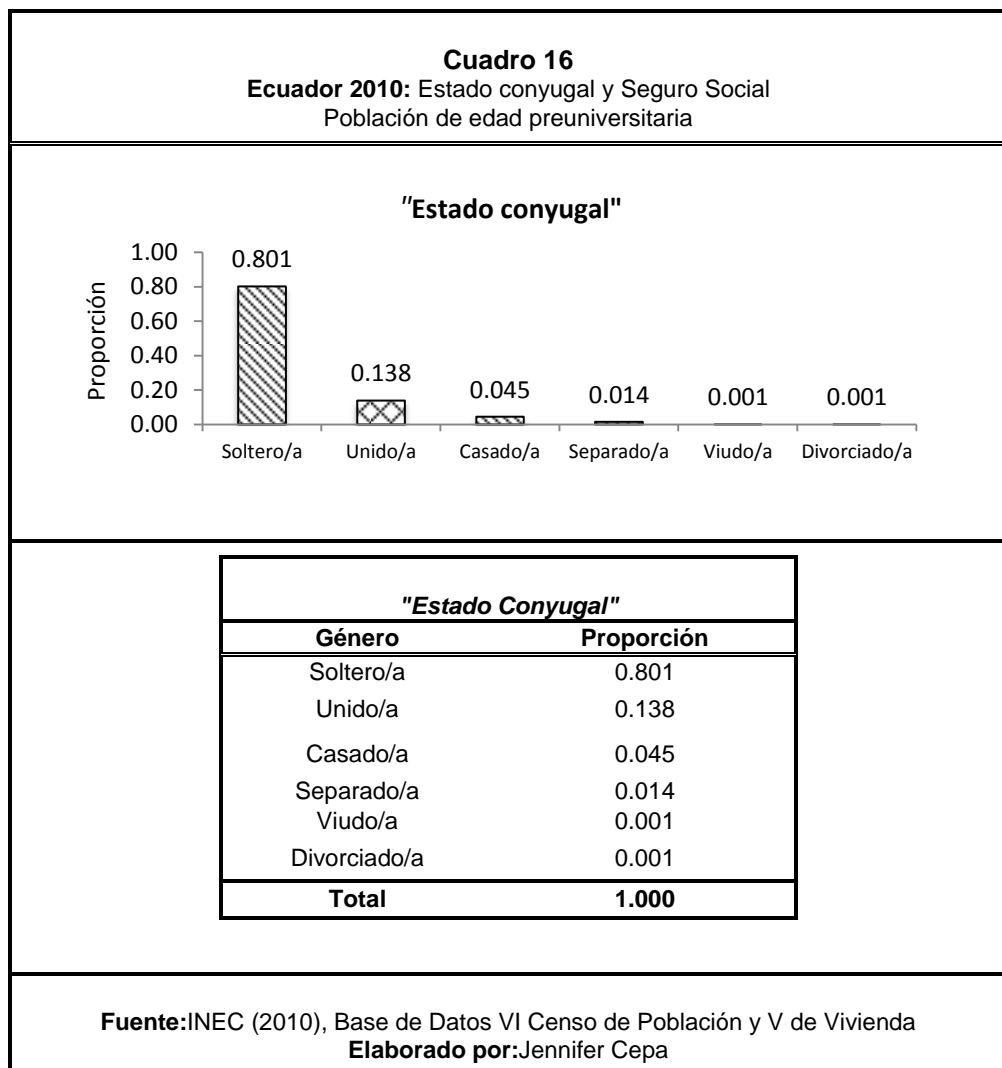 Cuadro 16
Ecuador 2010: Estado conyugal y Seguro Social
Población de edad preuniversitaria
"Estado conyugal"
Proporción
1.00
0.80
0.60
0.40
0.20
0.00
0.801
0.138
0.045
0.014
0.001
0.001
Soltero/a Unido/a Casado/a Separado/a Viudo/a Divorciado/a
"Estado Conyugal"
Género Proporción
Soltero/a 0.801
Unido/a 0.138
Casado/a 0.045
Separado/a 0.014
Viudo/a 0.001
Divorciado/a 0.001
Total 1.000
Fuente:INEC (2010), Base de Datos VI Censo de Población y V de Vivienda
Elaborado por:Jennifer Cepa